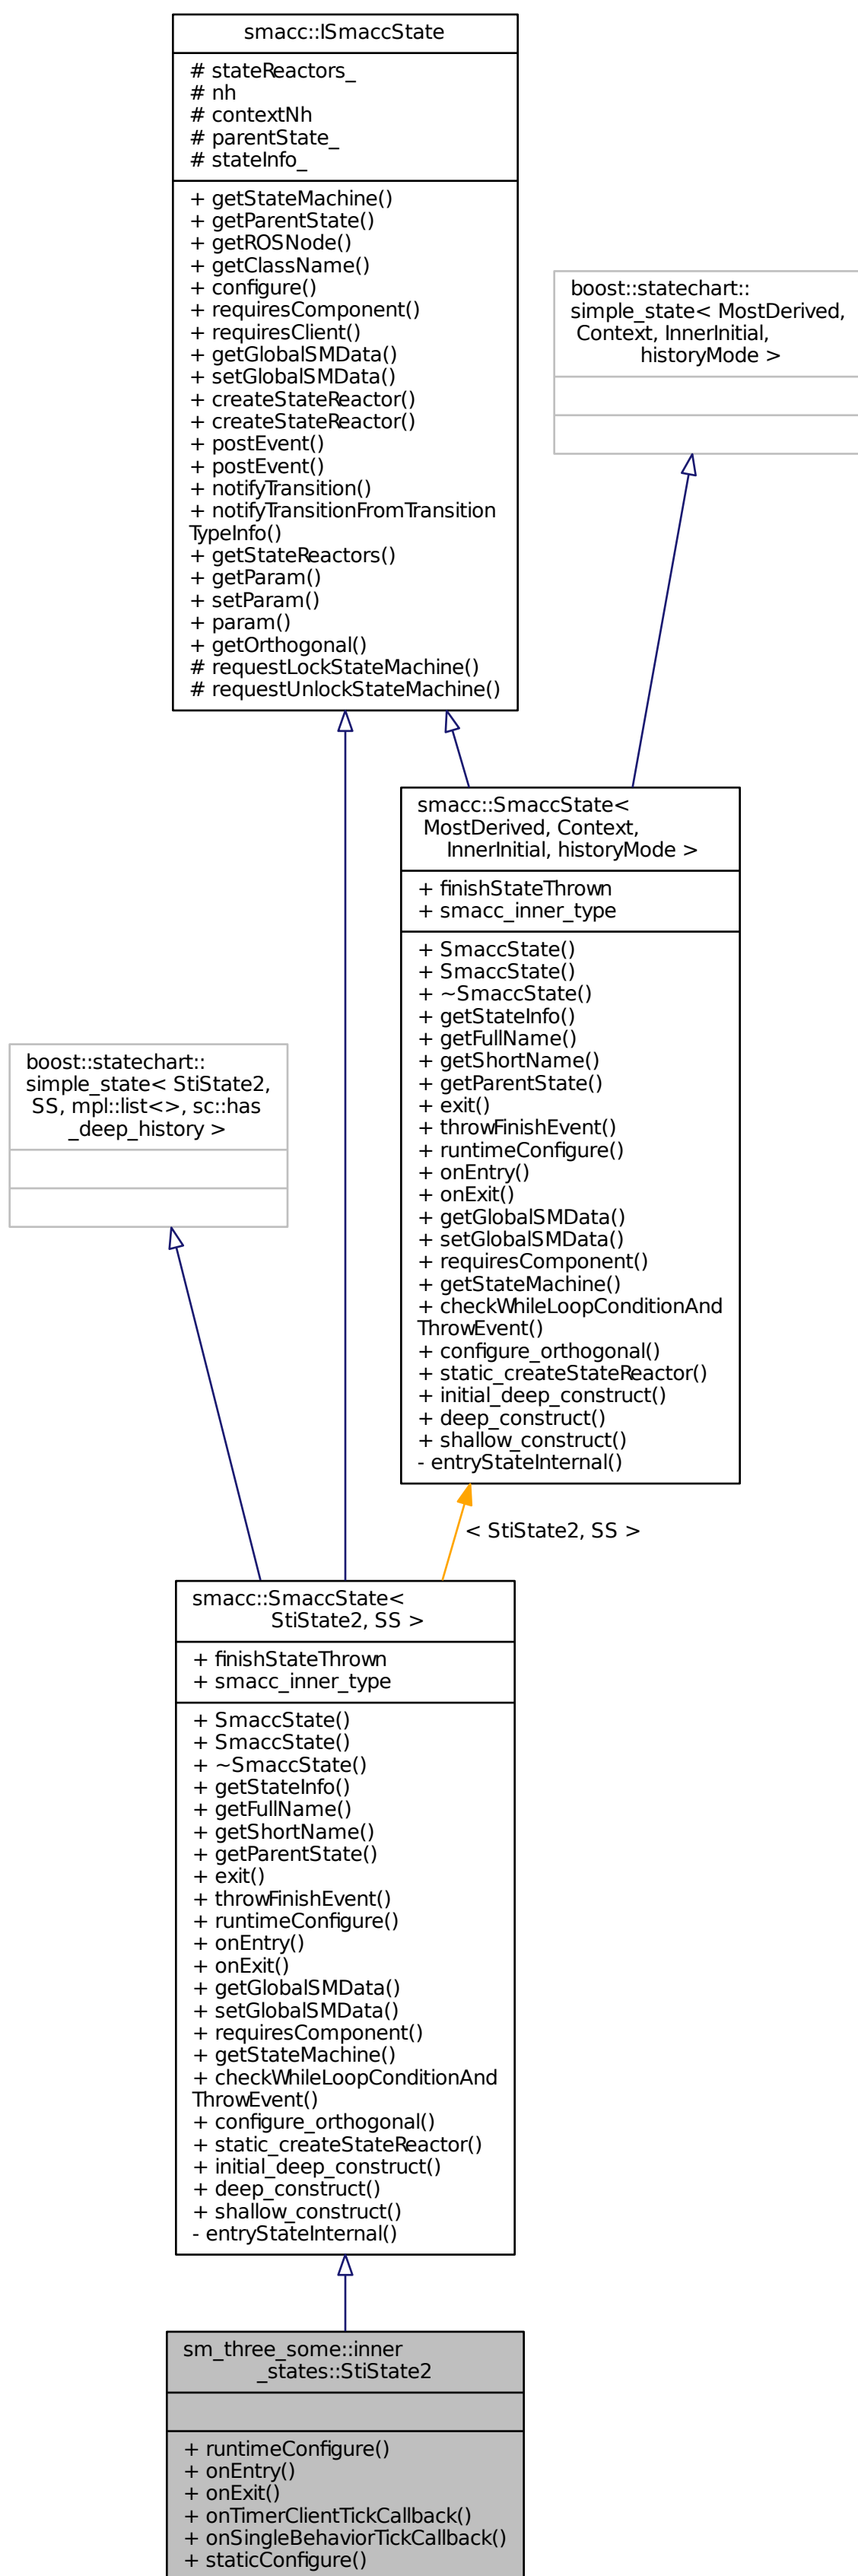 smacc::ISmaccState
# stateReactors_
# nh
# contextNh
# parentState_
# stateInfo_
+ getStateMachine()
+ getParentState()
+ getROSNode()
+ getClassName()
+ configure()
+ requiresComponent()
+ requiresClient()
+ getGlobalSMData()
+ setGlobalSMData()
+ createStateReactor()
+ createStateReactor()
+ postEvent()
+ postEvent()
+ notifyTransition()
+ notifyTransitionFromTransition
TypeInfo()
+ getStateReactors()
+ getParam()
+ setParam()
+ param()
+ getOrthogonal()
# requestLockStateMachine()
# requestUnlockStateMachine()
boost::statechart::
simple_state< MostDerived,
Context, InnerInitial,
historyMode >
smacc::SmaccState<
MostDerived, Context,
InnerInitial, historyMode >
+ finishStateThrown
+ smacc_inner_type
+ SmaccState()
+ SmaccState()
+ ~SmaccState()
+ getStateInfo()
+ getFullName()
+ getShortName()
+ getParentState()
+ exit()
+ throwFinishEvent()
+ runtimeConfigure()
+ onEntry()
+ onExit()
+ getGlobalSMData()
+ setGlobalSMData()
+ requiresComponent()
+ getStateMachine()
+ checkWhileLoopConditionAnd
ThrowEvent()
+ configure_orthogonal()
+ static_createStateReactor()
+ initial_deep_construct()
+ deep_construct()
+ shallow_construct()
- entryStateInternal()
boost::statechart::
simple_state< StiState2,
SS, mpl::list<>, sc::has
_deep_history >
< StiState2, SS >
smacc::SmaccState<
StiState2, SS >
+ finishStateThrown
+ smacc_inner_type
+ SmaccState()
+ SmaccState()
+ ~SmaccState()
+ getStateInfo()
+ getFullName()
+ getShortName()
+ getParentState()
+ exit()
+ throwFinishEvent()
+ runtimeConfigure()
+ onEntry()
+ onExit()
+ getGlobalSMData()
+ setGlobalSMData()
+ requiresComponent()
+ getStateMachine()
+ checkWhileLoopConditionAnd
ThrowEvent()
+ configure_orthogonal()
+ static_createStateReactor()
+ initial_deep_construct()
+ deep_construct()
+ shallow_construct()
- entryStateInternal()
sm_three_some::inner
_states::StiState2
+ runtimeConfigure()
+ onEntry()
+ onExit()
+ onTimerClientTickCallback()
+ onSingleBehaviorTickCallback()
+ staticConfigure()